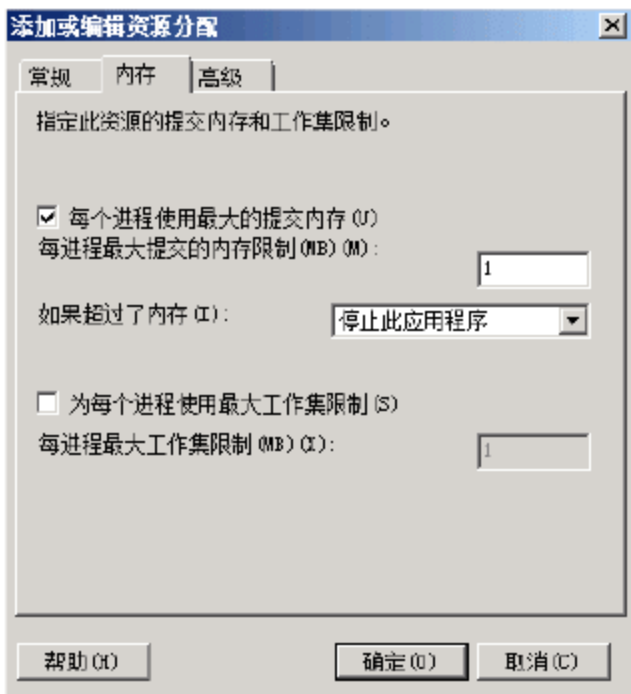 添加或编辑资源分配
常规 内存 高级
指定此资源的提交内存和工作集限制。
每个进程使用最大的提交内存(U)
每进程最大提交的内存限制(MB)(M):
1
如果超过了内存(I): 停止此应用程序
为每个进程使用最大工作集限制(S)
每进程最大工作集限制(MB)(X): 1
帮助(H) 确定(O) 取消(C)